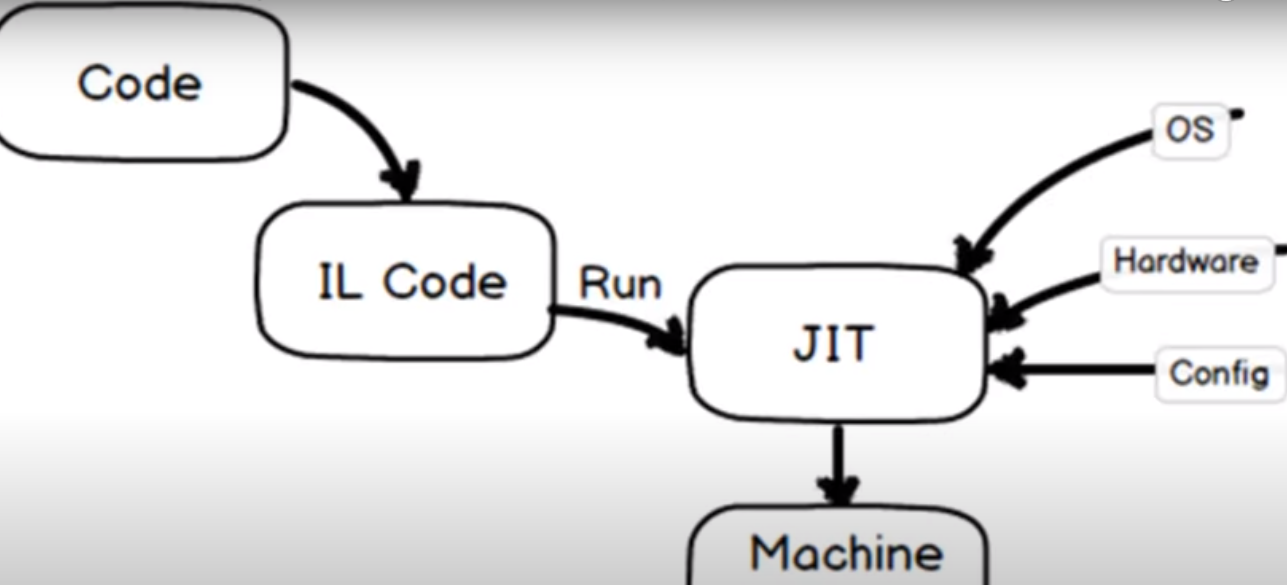 Code
OS
IL Code
Run
Hardware
JIT
Config
Machine